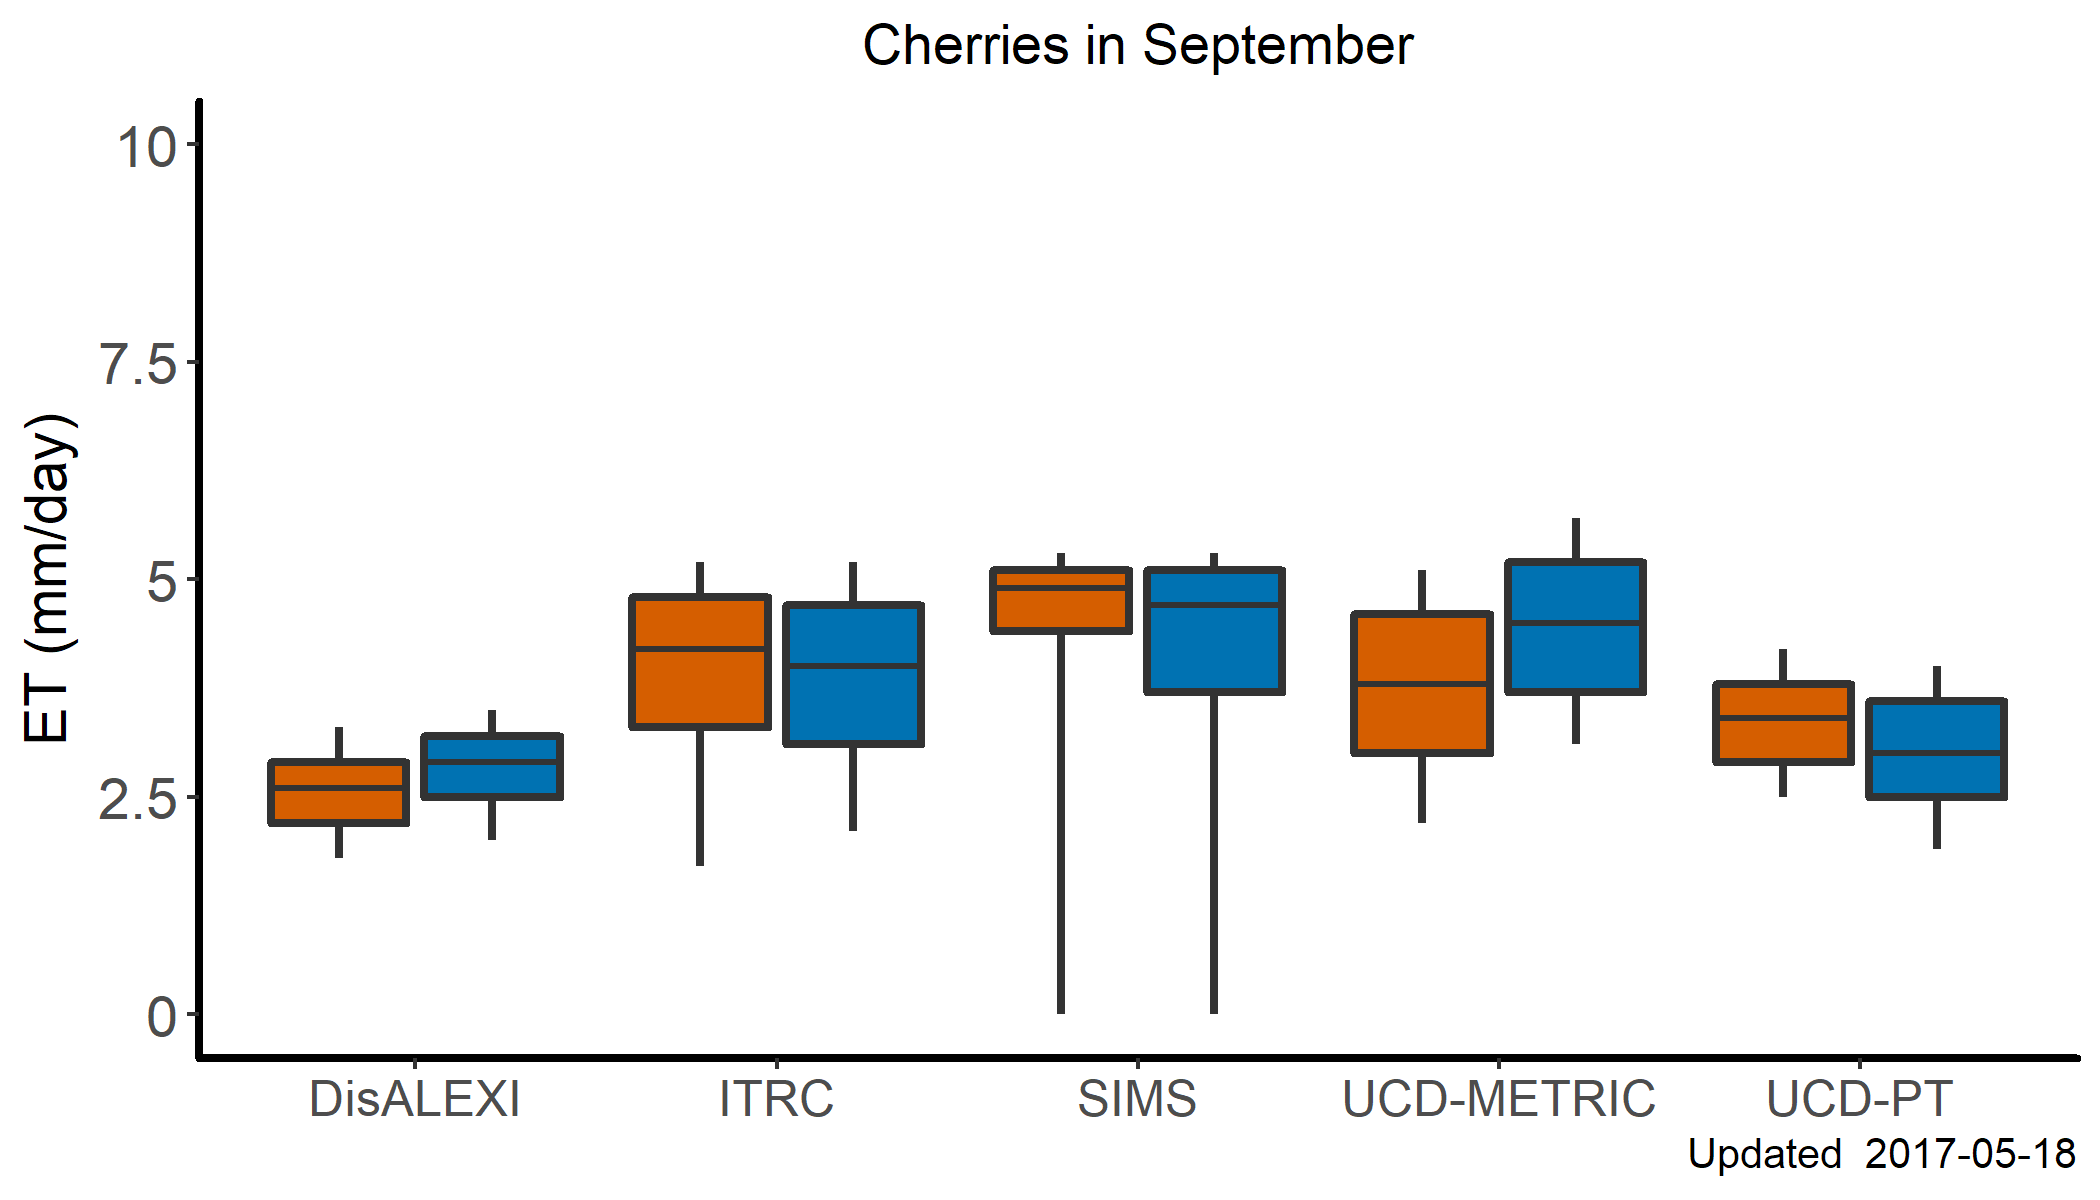 Cherries in September
ET (mm/day)
10
7.5
5
2.5
0
DisALEXI ITRC SIMS UCD-METRIC UCD-PT
Updated  2017-05-18